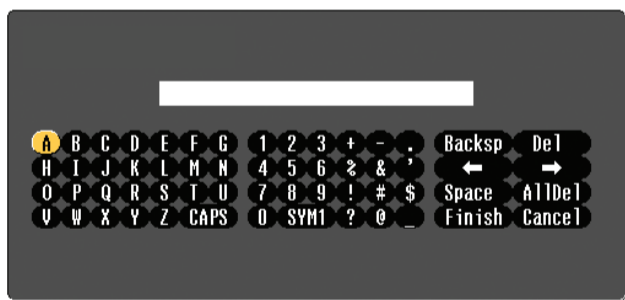 A B C D E F G 1 2 3 + - . Backsp Del
H I J K L M N 4 5 6 % & ' ← →
O P Q R S T U 7 8 9 ! # $ Space AllDel
V W X Y Z CAPS 0 SYM1 ? @ _ Finish Cancel